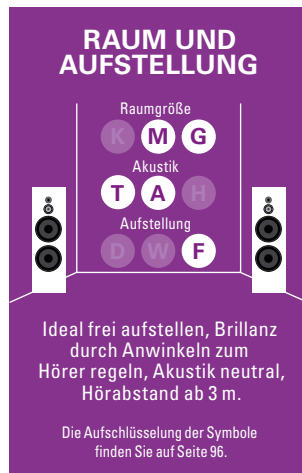 RAUM UND
AUFSTELLUNG
Raumgröße
K M G
Akustik
T A H
Aufstellung
D W F
Ideal frei aufstellen, Brillanz
durch Anwinkeln zum
Hörer regeln, Akustik neutral,
Hörabstand ab 3 m.
Die Aufschlüsselung der Symbole
finden Sie auf Seite 96.